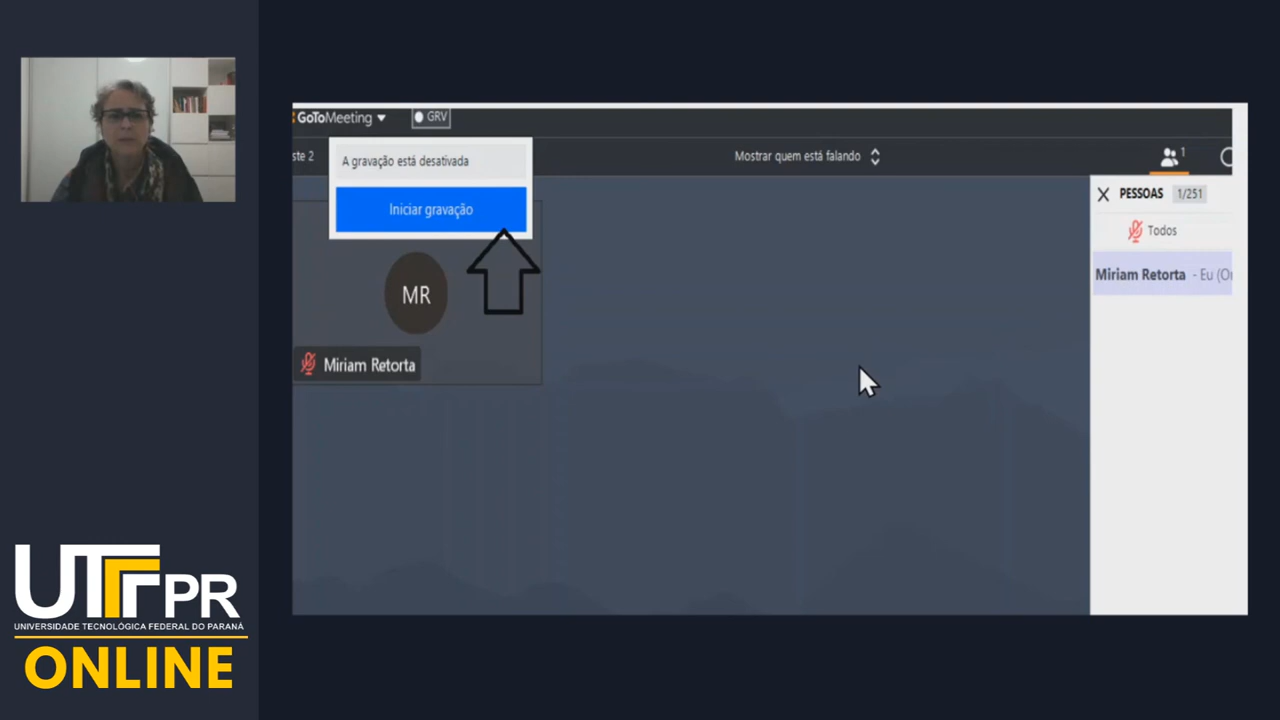 GoToMeeting
GRV
ste 2
A gravação está desativada
Mostrar quem está falando
1
Iniciar gravação
PESSOAS 1/251
Todos
Miriam Retorta - Eu (O
MR
Miriam Retorta
UTFPR
UNIVERSIDADE TECNOLÓGICA FEDERAL DO PARANÁ
ONLINE